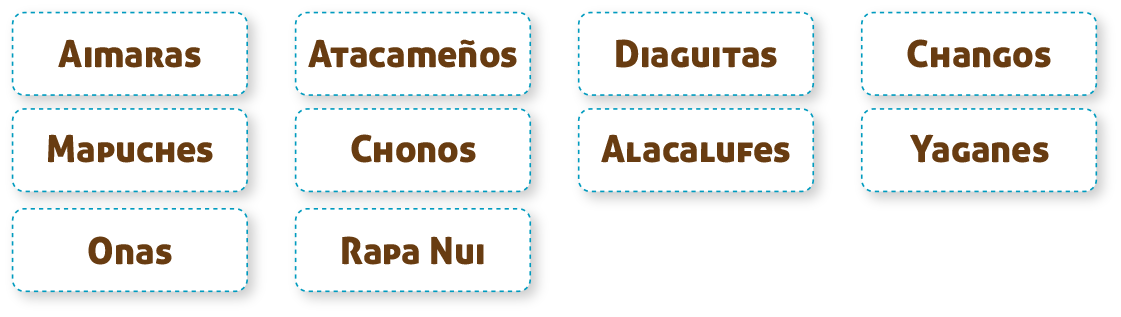 Aimaras
Atacameños
Diaguitas
Changos
Mapuches
Chonos
Alacalufes
Yaganes
Onas
Rapa Nui